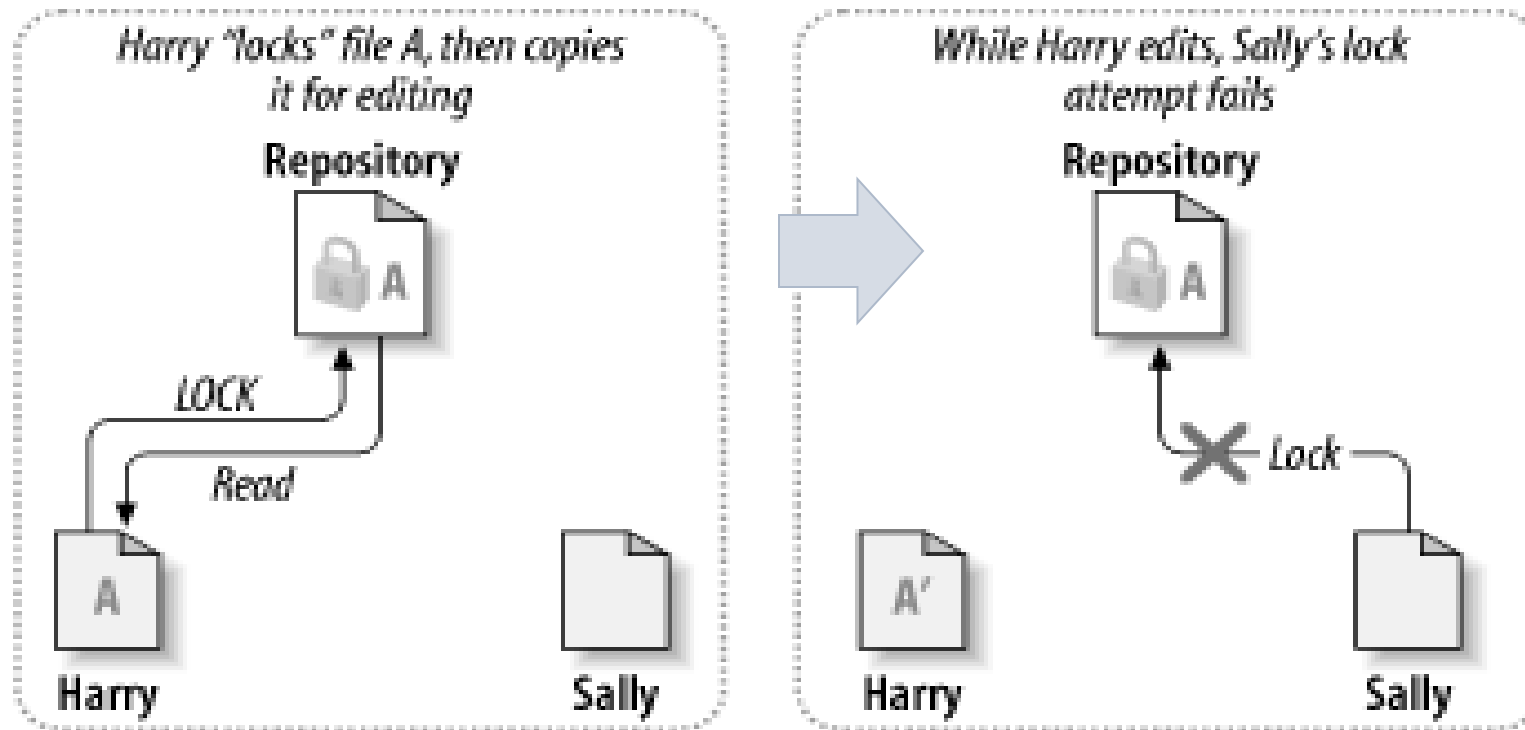 Harry “locks” file A, then copies
it for editing
Repository
A
LOCK
Read
A
Harry
Sally
While Harry edits, Sally’s lock
attempt fails
Repository
A
Lock
A′
Harry
Sally